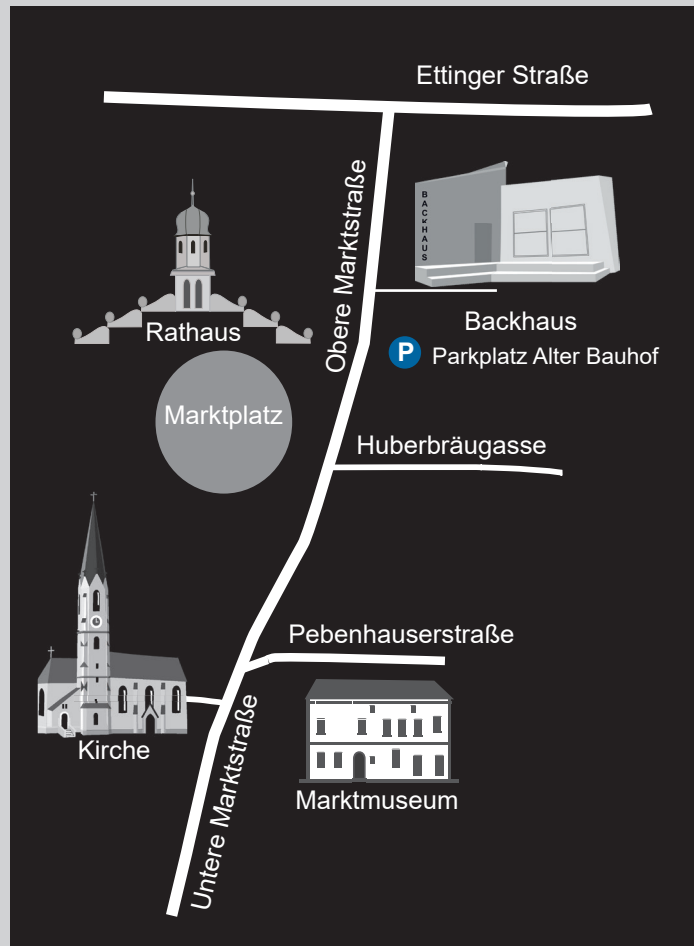 Ettinger Straße
Obere Marktstraße
BACKHAUS
Rathaus
Backhaus
P Parkplatz Alter Bauhof
Marktplatz
Huberbräugasse
Pebenhauserstraße
Untere Marktstraße
Kirche
Marktmuseum